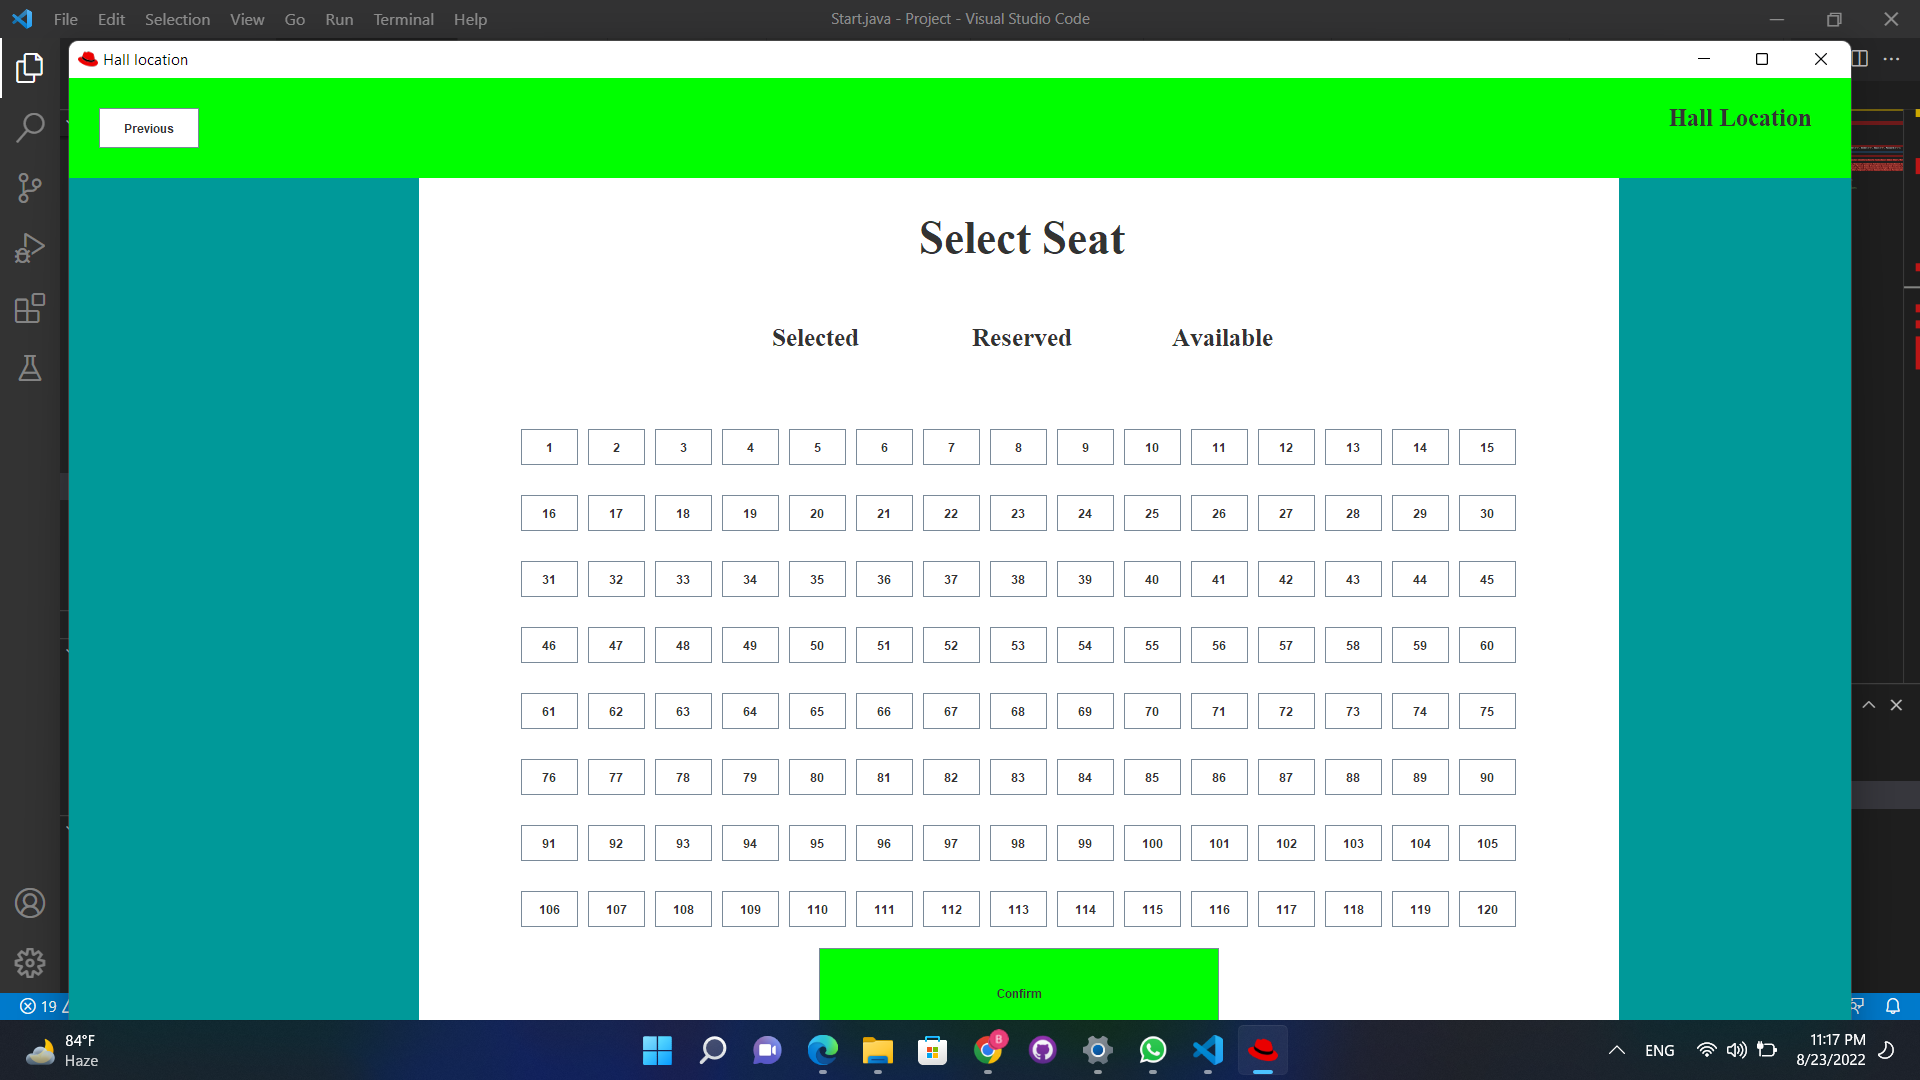 File Edit Selection View Go Run Terminal Help
Start.java - Project - Visual Studio Code
Hall location
Previous
Hall Location
Select Seat
Selected Reserved Available
1 2 3 4 5 6 7 8 9 10 11 12 13 14 15
16 17 18 19 20 21 22 23 24 25 26 27 28 29 30
31 32 33 34 35 36 37 38 39 40 41 42 43 44 45
46 47 48 49 50 51 52 53 54 55 56 57 58 59 60
61 62 63 64 65 66 67 68 69 70 71 72 73 74 75
76 77 78 79 80 81 82 83 84 85 86 87 88 89 90
91 92 93 94 95 96 97 98 99 100 101 102 103 104 105
106 107 108 109 110 111 112 113 114 115 116 117 118 119 120
Confirm
19
84°F
Haze
B
ENG
11:17 PM
8/23/2022